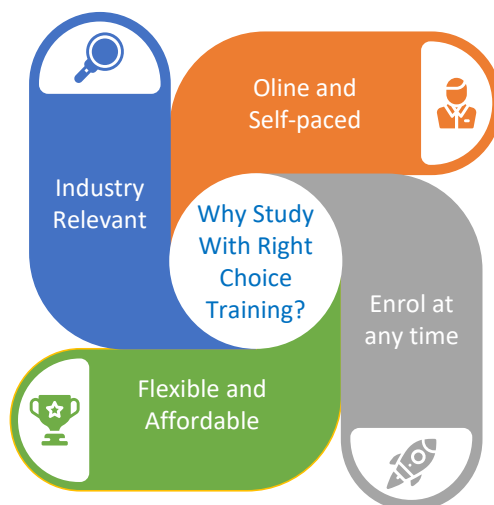 Oline and
Self-paced
Industry
Relevant
Why Study
With Right
Choice
Training?
Enrol at
any time
Flexible and
Affordable